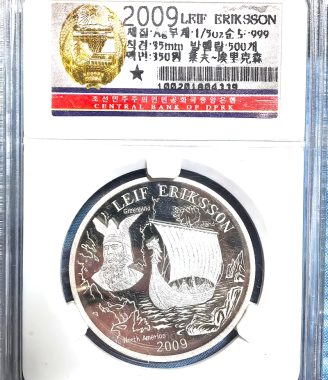 2009 LEIF ERIKSSON
재질:Ag 무게:1/5oz 순도:999
직경:35mm 발행량:500개
액면:350원 莱夫~埃里克森
조선민주주의인민공화국중앙은행
CENTRAL BANK OF DPRK
LEIF ERIKSSON
Greenland
North America
2009